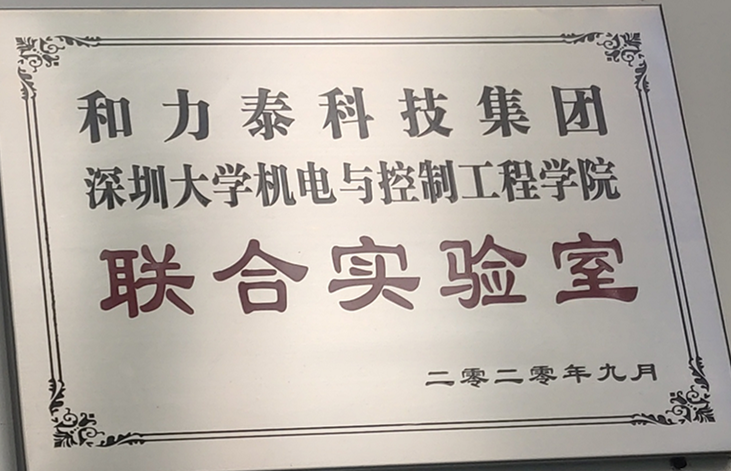 和力泰科技集团
深圳大学机电与控制工程学院
联合实验室
二零二零年九月